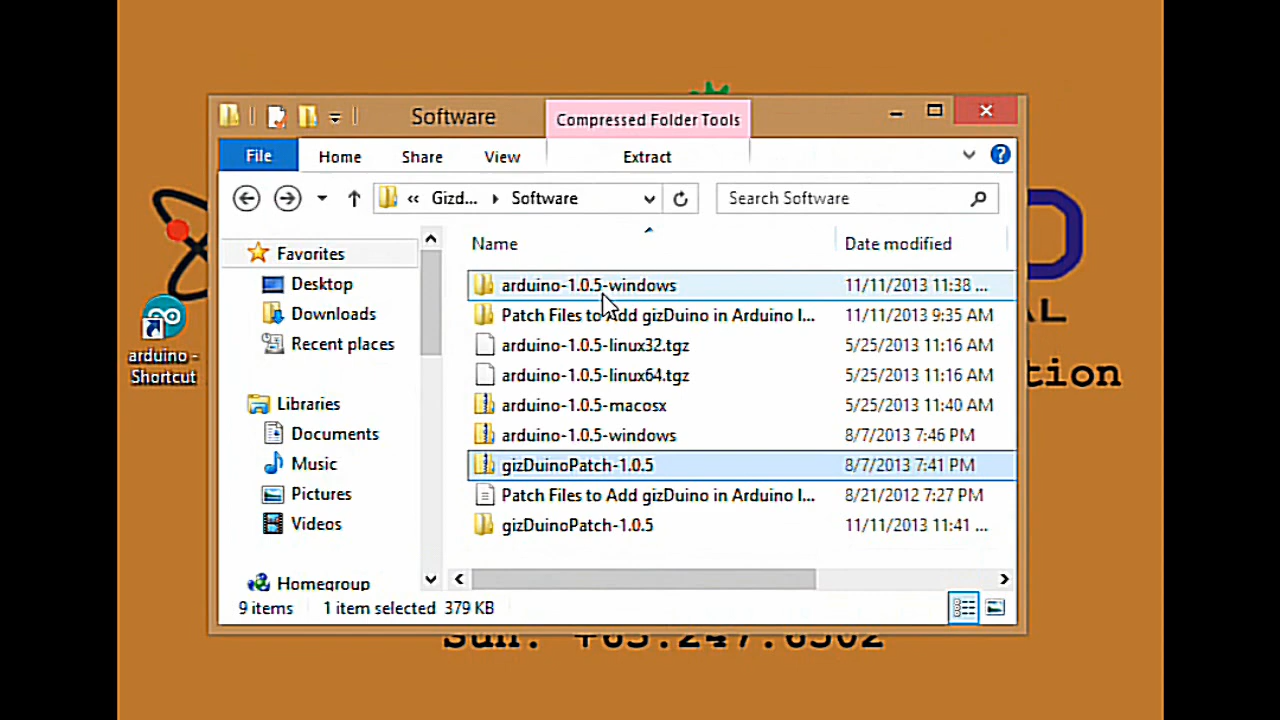 Software
Compressed Folder Tools
File
Home
Share
View
Extract
« Gizd... Software
Search Software
Name
Date modified
Favorites
Desktop
Downloads
Recent places
Libraries
Documents
Music
Pictures
Videos
Homegroup
arduino-1.0.5-windows 11/11/2013 11:38 ...
Patch Files to Add gizDuino in Arduino I... 11/11/2013 9:35 AM
arduino-1.0.5-linux32.tgz 5/25/2013 11:16 AM
arduino-1.0.5-linux64.tgz 5/25/2013 11:16 AM
arduino-1.0.5-macosx 5/25/2013 11:40 AM
arduino-1.0.5-windows 8/7/2013 7:46 PM
gizDuinoPatch-1.0.5 8/7/2013 7:41 PM
Patch Files to Add gizDuino in Arduino I... 8/21/2012 7:27 PM
gizDuinoPatch-1.0.5 11/11/2013 11:41 ...
9 items 1 item selected 379 KB
arduino -
Shortcut